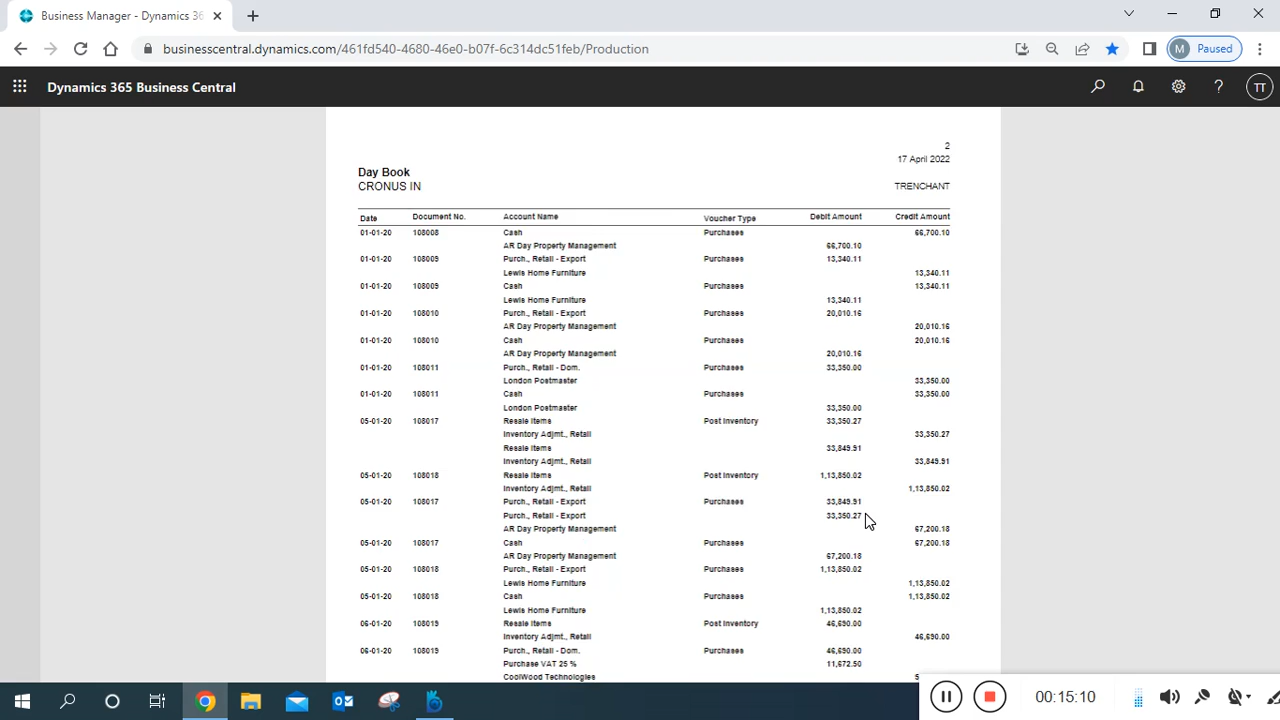 Business Manager - Dynamics 36
businesscentral.dynamics.com/461fd540-4680-46e0-b07f-6c314dc51feb/Production
M Paused
Dynamics 365 Business Central
TT
2
17 April 2022
Day Book
CRONUS IN TRENCHANT
Date Document No. Account Name Voucher Type Debit Amount Credit Amount
01-01-20 108008 Cash Purchases 66,700.10
AR Day Property Management 66,700.10
01-01-20 108009 Purch., Retail - Export Purchases 13,340.11
Lewis Home Furniture 13,340.11
01-01-20 108009 Cash Purchases 13,340.11
Lewis Home Furniture 13,340.11
01-01-20 108010 Purch., Retail - Export Purchases 20,010.16
AR Day Property Management 20,010.16
01-01-20 108010 Cash Purchases 20,010.16
AR Day Property Management 20,010.16
01-01-20 108011 Purch., Retail - Dom. Purchases 33,350.00
London Postmaster 33,350.00
01-01-20 108011 Cash Purchases 33,350.00
London Postmaster 33,350.00
05-01-20 108017 Resale Items Post Inventory 33,350.27
Inventory Adjmt., Retail 33,350.27
Resale Items 33,849.91
Inventory Adjmt., Retail 33,849.91
05-01-20 108018 Resale Items Post Inventory 1,13,850.02
Inventory Adjmt., Retail 1,13,850.02
05-01-20 108017 Purch., Retail - Export Purchases 33,849.91
Purch., Retail - Export 33,350.27
AR Day Property Management 67,200.18
05-01-20 108017 Cash Purchases 67,200.18
AR Day Property Management 67,200.18
05-01-20 108018 Purch., Retail - Export Purchases 1,13,850.02
Lewis Home Furniture 1,13,850.02
05-01-20 108018 Cash Purchases 1,13,850.02
Lewis Home Furniture 1,13,850.02
06-01-20 108019 Resale Items Post Inventory 46,690.00
Inventory Adjmt., Retail 46,690.00
06-01-20 108019 Purch., Retail - Dom. Purchases 46,690.00
Purchase VAT 25 % 11,672.50
CoolWood Technologies 5
00:15:10